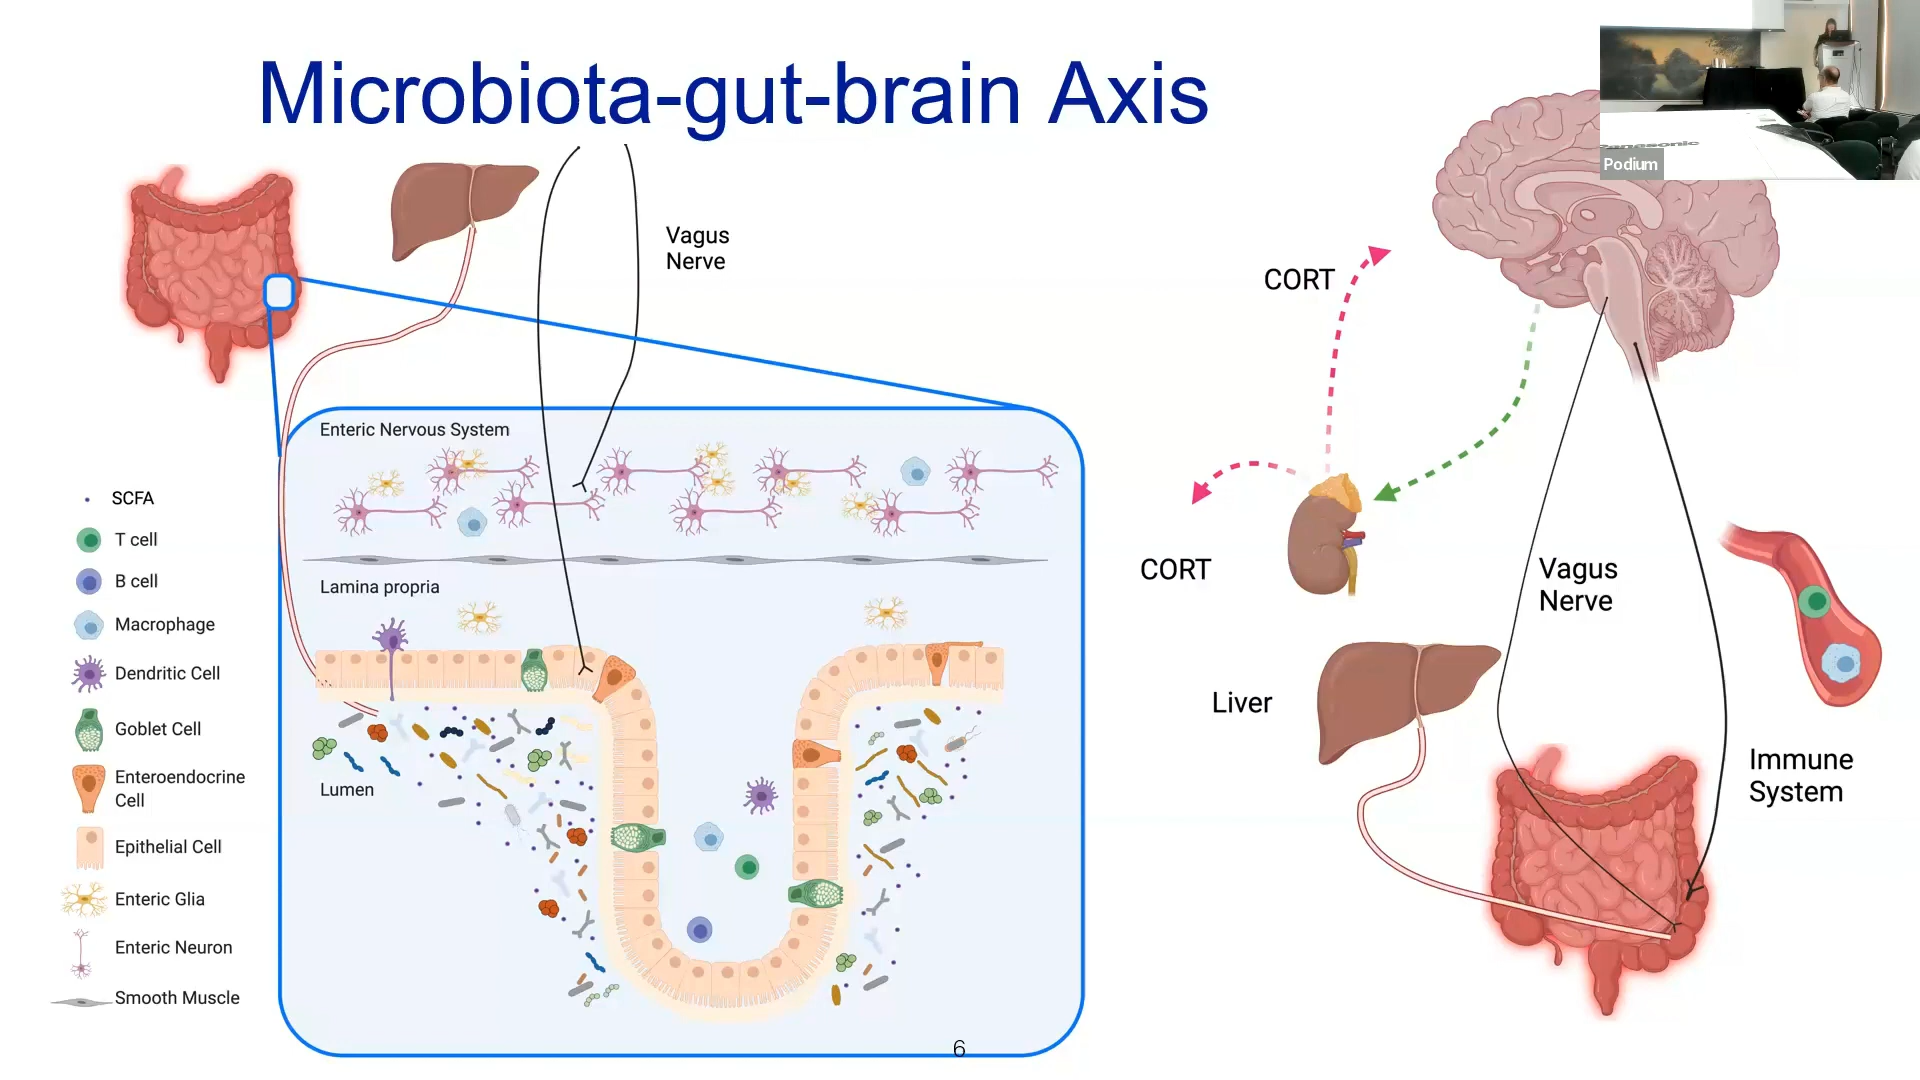 Microbiota-gut-brain Axis
Podium
Vagus
Nerve
CORT
Enteric Nervous System
SCFA
T cell
B cell
Macrophage
Dendritic Cell
Goblet Cell
Enteroendocrine
Cell
Epithelial Cell
Enteric Glia
Enteric Neuron
Smooth Muscle
Lamina propria
Lumen
CORT
Vagus
Nerve
Liver
Immune
System
6